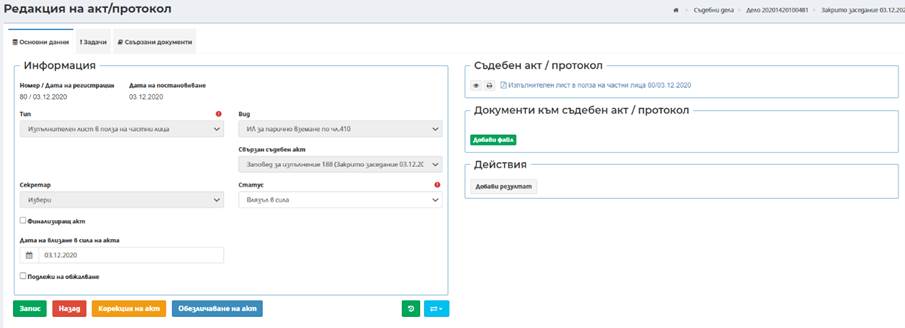 Редакция на акт/протокол
Съдебни дела
Дело 20201420100481
Закрито заседание 03.12.202
Основни данни
! Задачи
Свързани документи
Информация
Номер / Дата на регистрация
Дата на постановяване
80 / 03.12.2020
03.12.2020
Тип
Вид
Изпълнителен лист в полза на частни лица
ИЛ за парично вземане по чл.410
Свързан съдебен акт
Заповед за изпълнение 188 (Закрито заседание 03.12.20
Секретар
Статус
Избери
Влязъл в сила
Финализиращ акт
Дата на влизане в сила на акта
03.12.2020
Подлежи на обжалване
Запис
Назад
Корекция на акт
Обезличаване на акт
Съдебен акт / протокол
Изпълнителен лист в полза на частни лица 80/03.12.2020
Документи към съдебен акт / протокол
Добави файл
Действия
Добави резултат